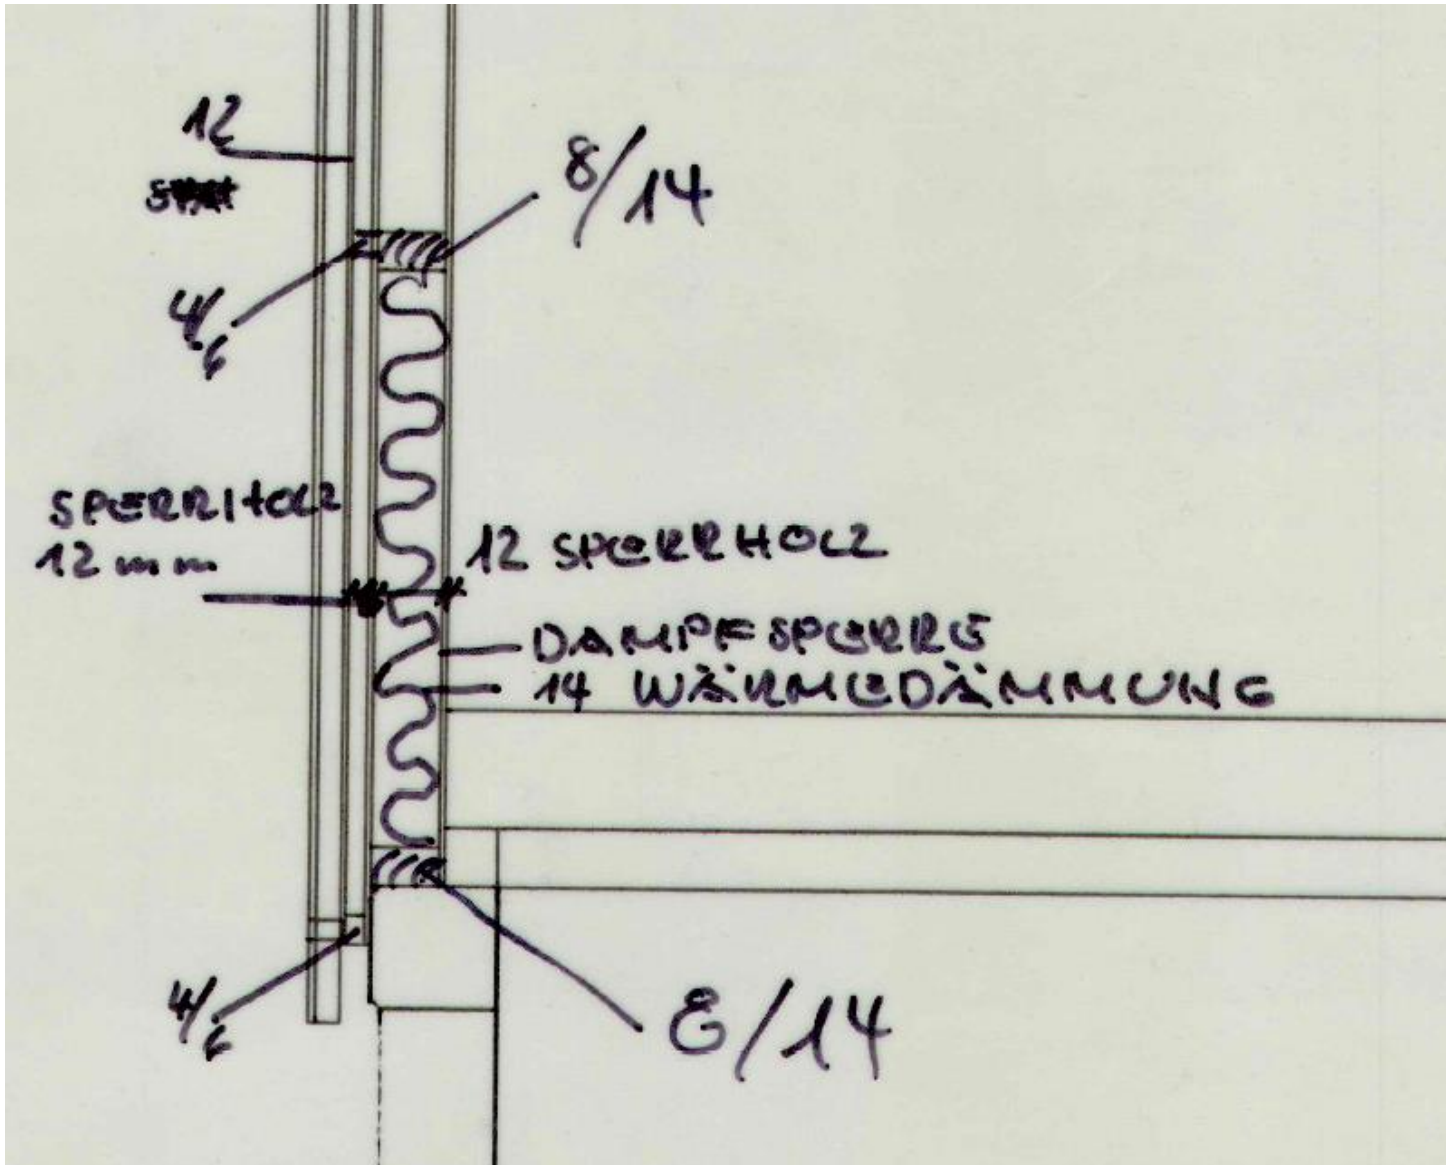 12
8/14
4/6
SPERRHOLZ
12 mm
12 SPERRHOLZ
DAMPFSPERRE
14 WÄRMEDÄMMUNG
4/6
8/14